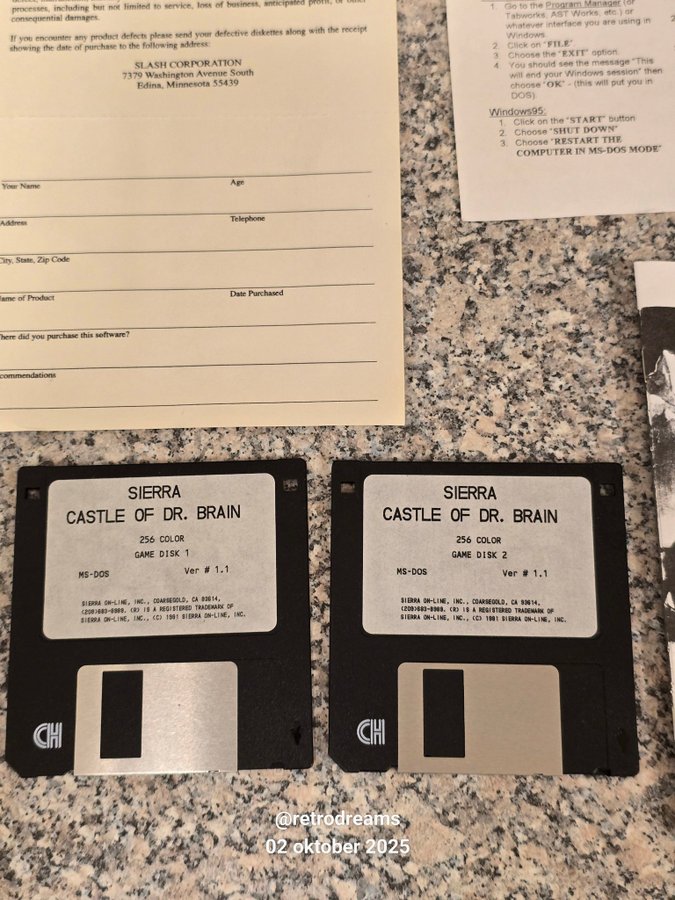 processes, including but not limited to service, loss of business, anticipated profit, or other
consequential damages.
If you encounter any product defects please send your defective diskettes along with the receipt
showing the date of purchase to the following address:
SLASH CORPORATION
7379 Washington Avenue South
Edina, Minnesota 55439
Your Name
Age
Address
Telephone
City, State, Zip Code
ame of Product
Date Purchased
here did you purchase this software?
commendations
1. Go to the Program Manager (or
Tabworks, AST Works, etc.) or
whatever interface you are using in
Windows.
2. Click on "FILE"
3. Choose the "EXIT" option.
4. You should see the message "This
will end your Windows session" then
choose "OK" - (this will put you in
DOS).
Windows95:
1. Click on the "START" button
2. Choose "SHUT DOWN"
3. Choose "RESTART THE
COMPUTER IN MS-DOS MODE"
SIERRA
CASTLE OF DR. BRAIN
256 COLOR
GAME DISK 1
MS-DOS Ver # 1.1
SIERRA ON-LINE, INC., COARSEGOLD, CA 93614,
(209)683-8989, (R) IS A REGISTERED TRADEMARK OF
SIERRA ON-LINE, INC., (C) 1991 SIERRA ON-LINE, INC.
CH
SIERRA
CASTLE OF DR. BRAIN
256 COLOR
GAME DISK 2
MS-DOS Ver # 1.1
SIERRA ON-LINE, INC., COARSEGOLD, CA 93614,
(209)683-8989, (R) IS A REGISTERED TRADEMARK OF
SIERRA ON-LINE, INC., (C) 1991 SIERRA ON-LINE, INC.
CH
@retrodreams
02 oktober 2025